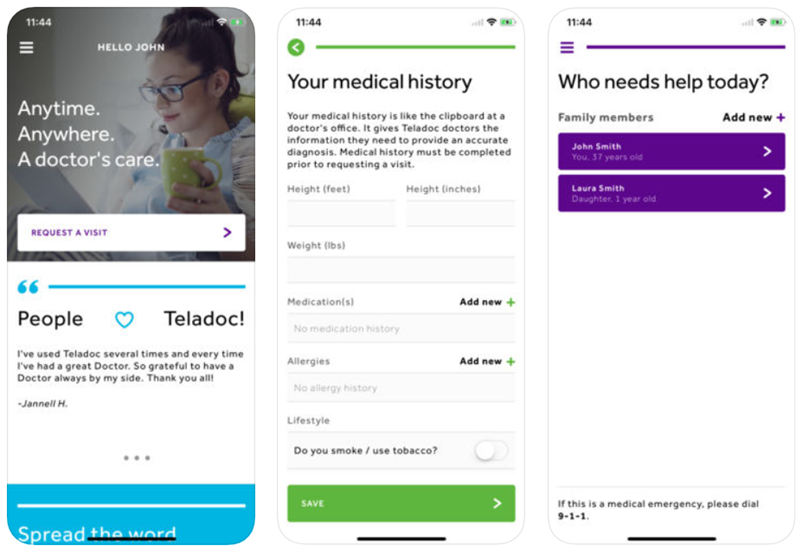 11:44
HELLO JOHN
Anytime.
Anywhere.
A doctor's care.
REQUEST A VISIT
People
Teladoc!
I've used Teladoc several times and every time
I've had a great Doctor. So grateful to have a
Doctor always by my side. Thank you all!
-Jannell H.
Spread the word
11:44
Your medical history
Your medical history is like the clipboard at a
doctor's office. It gives Teladoc doctors the
information they need to provide an accurate
diagnosis. Medical history must be completed
prior to requesting a visit.
Height (feet) Height (inches)
Weight (lbs)
Medication(s) Add new +
No medication history
Allergies Add new +
No allergy history
Lifestyle
Do you smoke / use tobacco?
SAVE
11:44
Who needs help today?
Family members Add new +
John Smith
You, 37 years old
Laura Smith
Daughter, 1 year old
If this is a medical emergency, please dial
9-1-1.